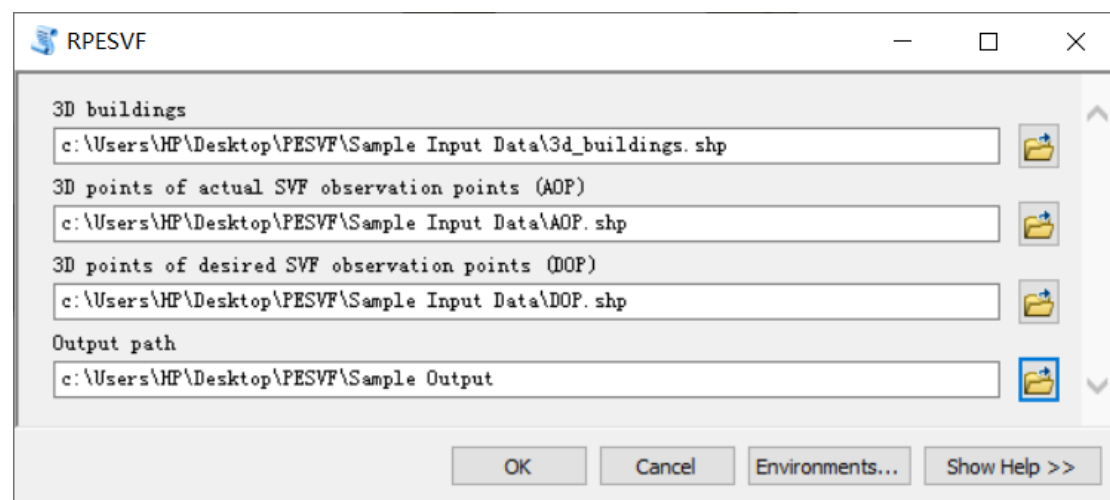 RPESVF
3D buildings
c:\Users\HP\Desktop\PESVF\Sample Input Data\3d_buildings.shp
3D points of actual SVF observation points (AOP)
c:\Users\HP\Desktop\PESVF\Sample Input Data\AOP.shp
3D points of desired SVF observation points (DOP)
c:\Users\HP\Desktop\PESVF\Sample Input Data\DOP.shp
Output path
c:\Users\HP\Desktop\PESVF\Sample Output
OK Cancel Environments... Show Help >>